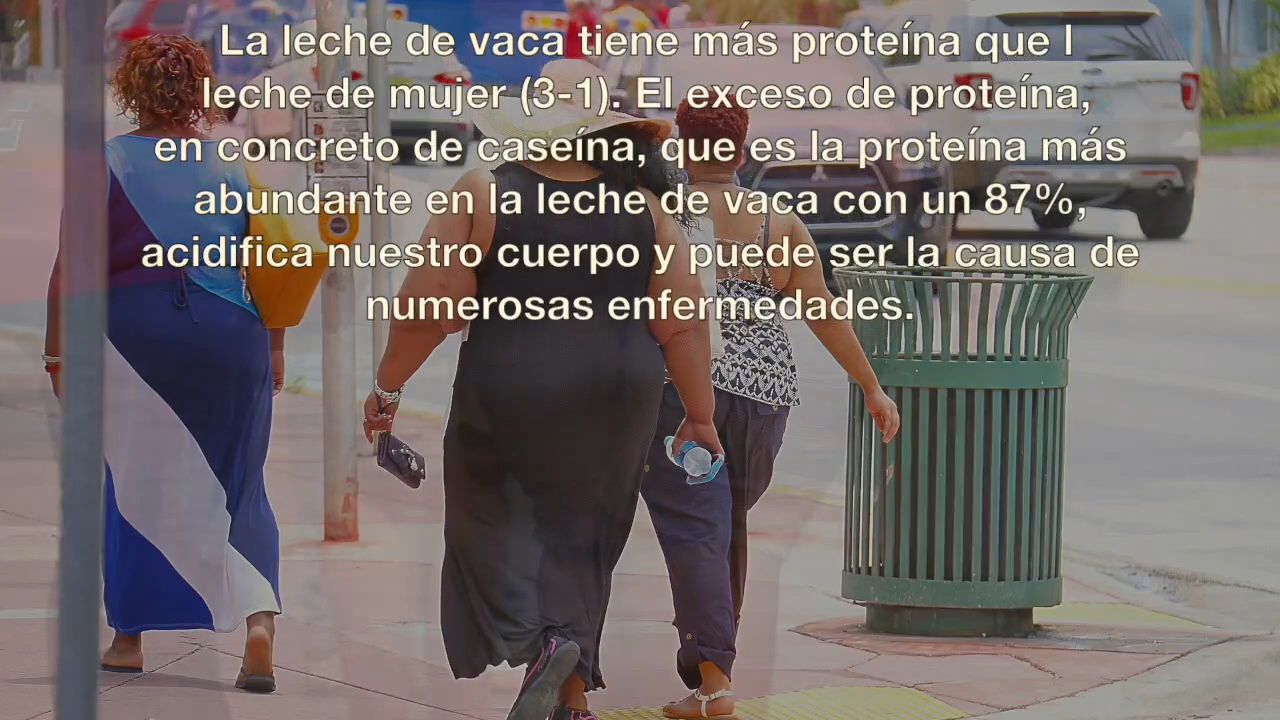 La leche de vaca tiene más proteína que l
leche de mujer (3-1). El exceso de proteína,
en concreto de caseína, que es la proteína más
abundante en la leche de vaca con un 87%,
acidifica nuestro cuerpo y puede ser la causa de
numerosas enfermedades.